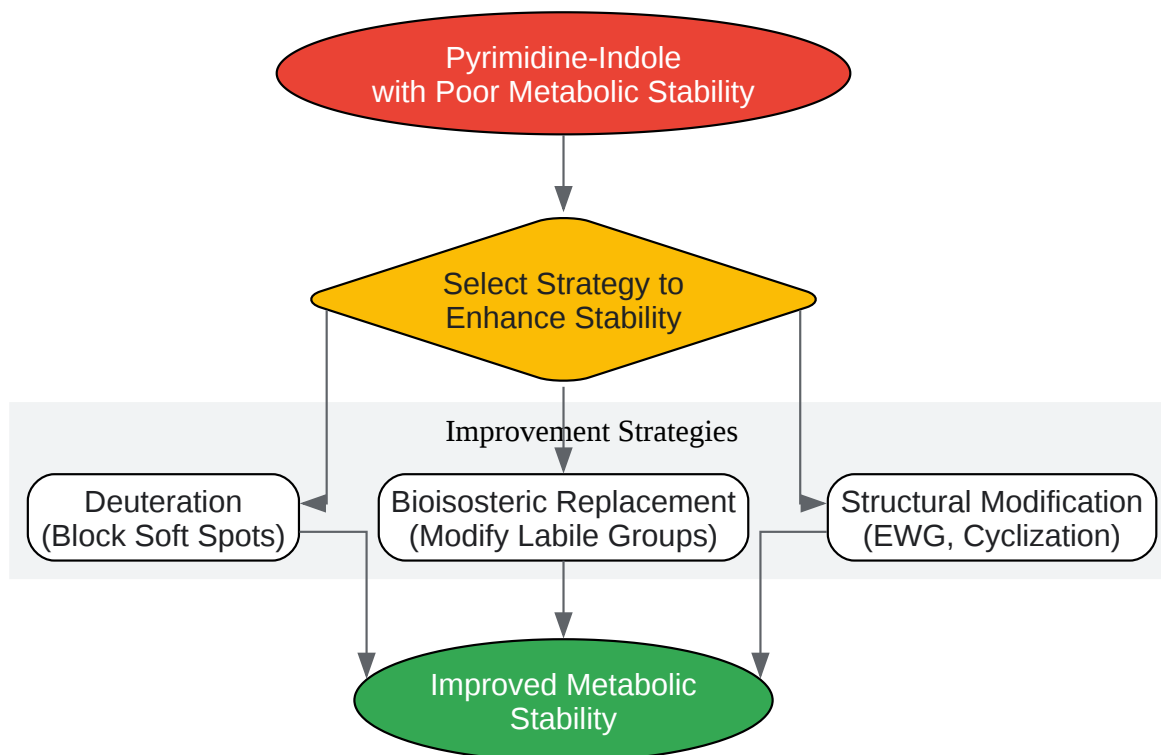 Pyrimidine-Indole
with Poor Metabolic Stability
Select Strategy to
Enhance Stability
Improvement Strategies
Deuteration
(Block Soft Spots)
Bioisosteric Replacement
(Modify Labile Groups)
Structural Modification
(EWG, Cyclization)
Improved Metabolic
Stability